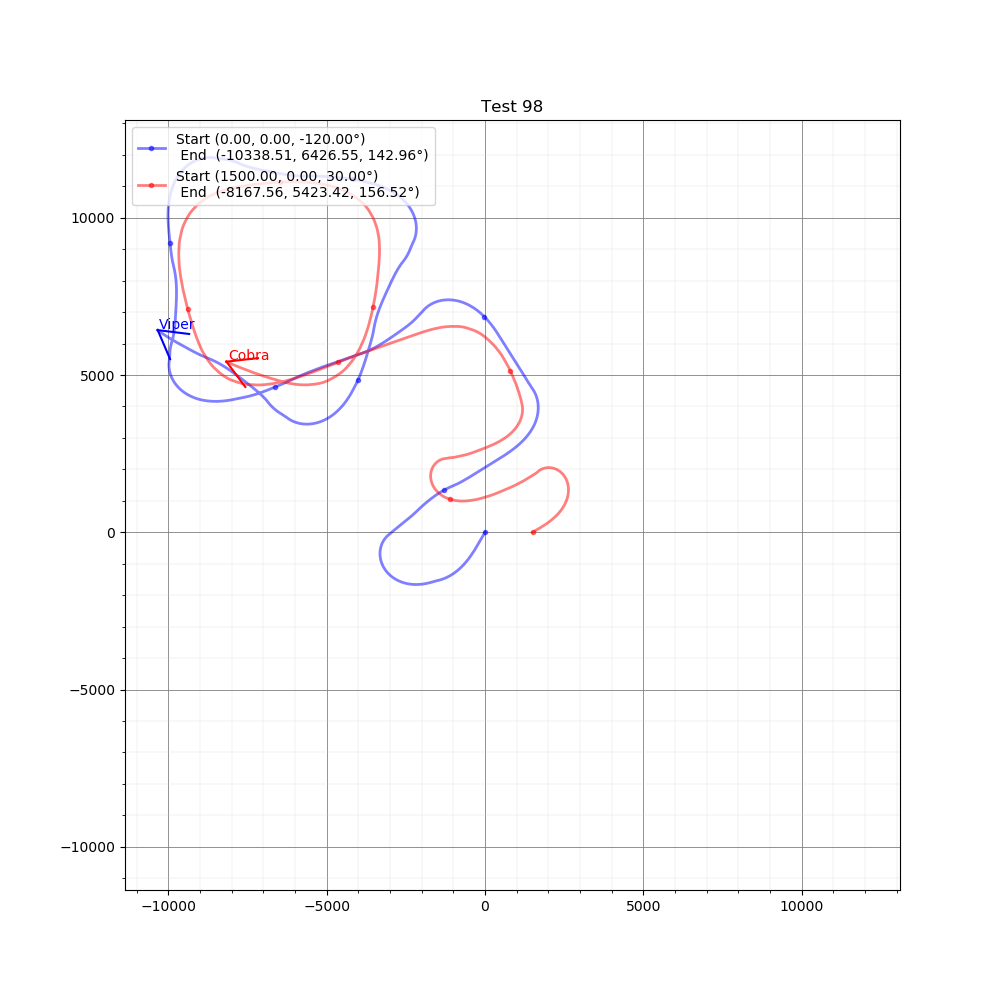 Test 98
Start (0.00, 0.00, -120.00°)
End  (-10338.51, 6426.55, 142.96°)
Start (1500.00, 0.00, 30.00°)
End  (-8167.56, 5423.42, 156.52°)
10000
Viper
Cobra
5000
0
−5000
−10000
−10000 −5000 0 5000 10000